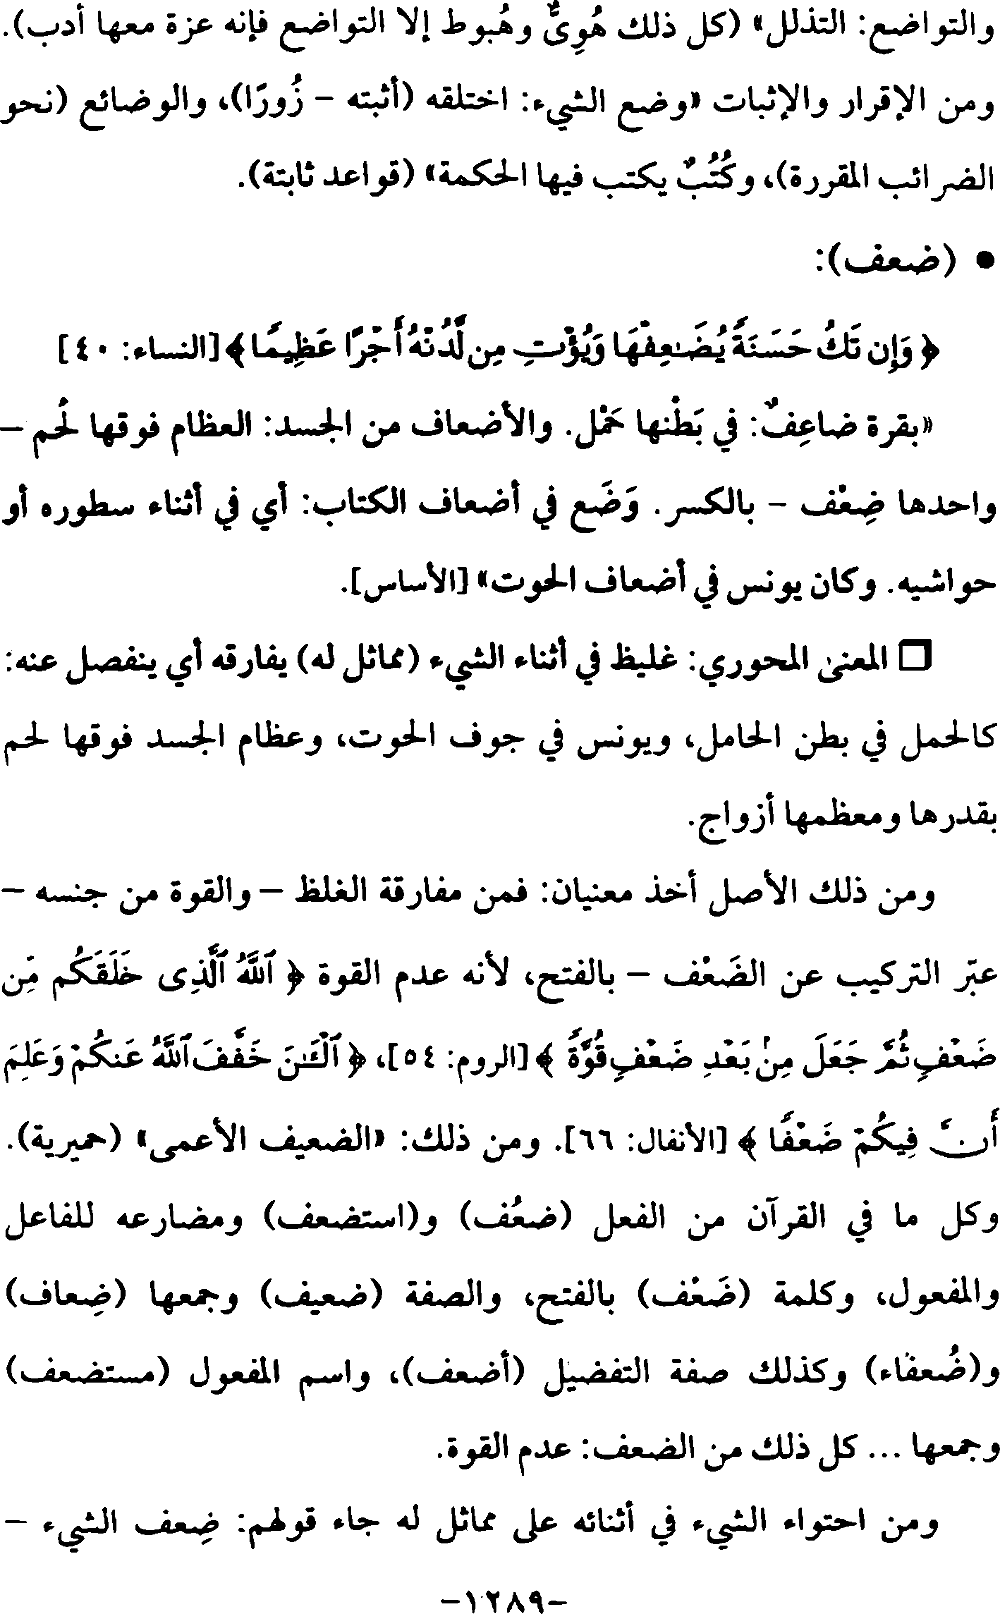 والتواضع: التذلل» (كل ذلك هُوِىٌّ وهُبوط إلا التواضع فإنه عزة معها أدب).
ومن الإقرار والإثبات «وضع الشيء: اختلقه (أثبته – زُورًا)، والوضائع (نحو
الضرائب المقررة)، وكُتُبٌ يكتب فيها الحكمة» (قواعد ثابتة).
• (ضعف):
﴿ وَإِن تَكُ حَسَنَةً يُضَـٰعِفْهَا وَيُؤْتِ مِن لَّدُنْهُ أَجْرًا عَظِيمًا ﴾ [النساء: ٤٠]
«بقرة ضاعِفٌ: في بَطْنها حَمْل. والأضعاف من الجسد: العظام فوقها لُحم –
واحدها ضِعْف – بالكسر. وَضَع في أضعاف الكتاب: أي في أثناء سطوره أو
حواشيه. وكان يونس في أضعاف الحوت» [الأساس].
❒ المعنى المحوري: غليظ في أثناء الشيء (مماثل له) يفارقه أي ينفصل عنه:
كالحمل في بطن الحامل، ويونس في جوف الحوت، وعظام الجسد فوقها لحم
بقدرها ومعظمها أزواج.
ومن ذلك الأصل أخذ معنيان: فمن مفارقة الغلظ – والقوة من جنسه –
عبّر التركيب عن الضَعْف – بالفتح، لأنه عدم القوة ﴿ ٱللَّهُ ٱلَّذِى خَلَقَكُم مِّن
ضَعْفٍ ثُمَّ جَعَلَ مِنۢ بَعْدِ ضَعْفٍ قُوَّةً ﴾ [الروم: ٥٤]، ﴿ ٱلْـَٰٔنَ خَفَّفَ ٱللَّهُ عَنكُمْ وَعَلِمَ
أَنَّ فِيكُمْ ضَعْفًا ﴾ [الأنفال: ٦٦]. ومن ذلك: «الضعيف الأعمى» (حميرية).
وكل ما في القرآن من الفعل (ضعُف) و(استضعف) ومضارعه للفاعل
والمفعول، وكلمة (ضَعْف) بالفتح، والصفة (ضعيف) وجمعها (ضِعاف)
و(ضُعفاء) وكذلك صفة التفضيل (أضعف)، واسم المفعول (مستضعف)
وجمعها ... كل ذلك من الضعف: عدم القوة.
ومن احتواء الشيء في أثنائه على مماثل له جاء قولهم: ضِعف الشيء –
-١٢٨٩-